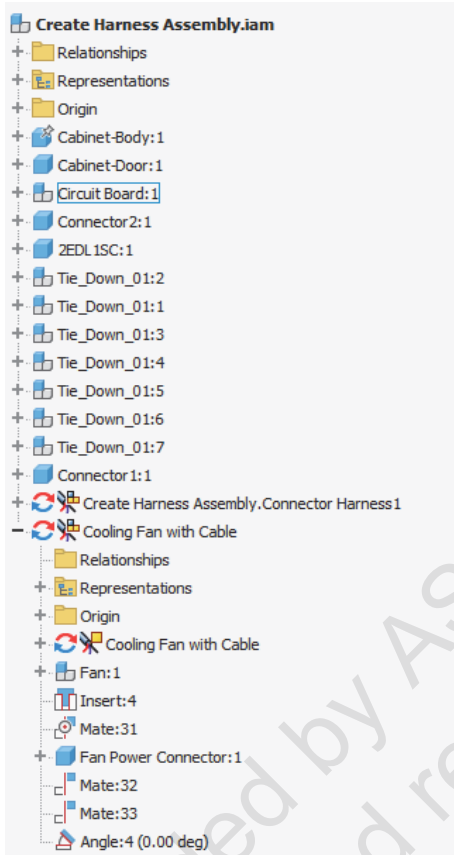 Create Harness Assembly.iam
Relationships
Representations
Origin
Cabinet-Body:1
Cabinet-Door:1
Circuit Board:1
Connector2:1
2EDL1SC:1
Tie_Down_01:2
Tie_Down_01:1
Tie_Down_01:3
Tie_Down_01:4
Tie_Down_01:5
Tie_Down_01:6
Tie_Down_01:7
Connector1:1
Create Harness Assembly.Connector Harness1
Cooling Fan with Cable
Relationships
Representations
Origin
Cooling Fan with Cable
Fan:1
Insert:4
Mate:31
Fan Power Connector:1
Mate:32
Mate:33
Angle:4 (0.00 deg)